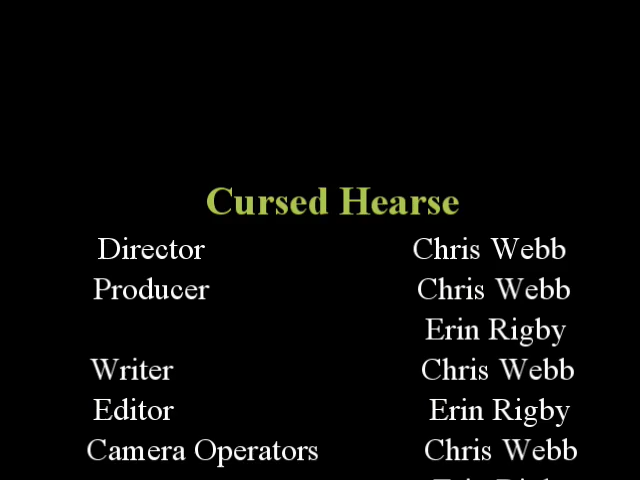 Cursed Hearse
Director Chris Webb
Producer Chris Webb
Erin Rigby
Writer Chris Webb
Editor Erin Rigby
Camera Operators Chris Webb